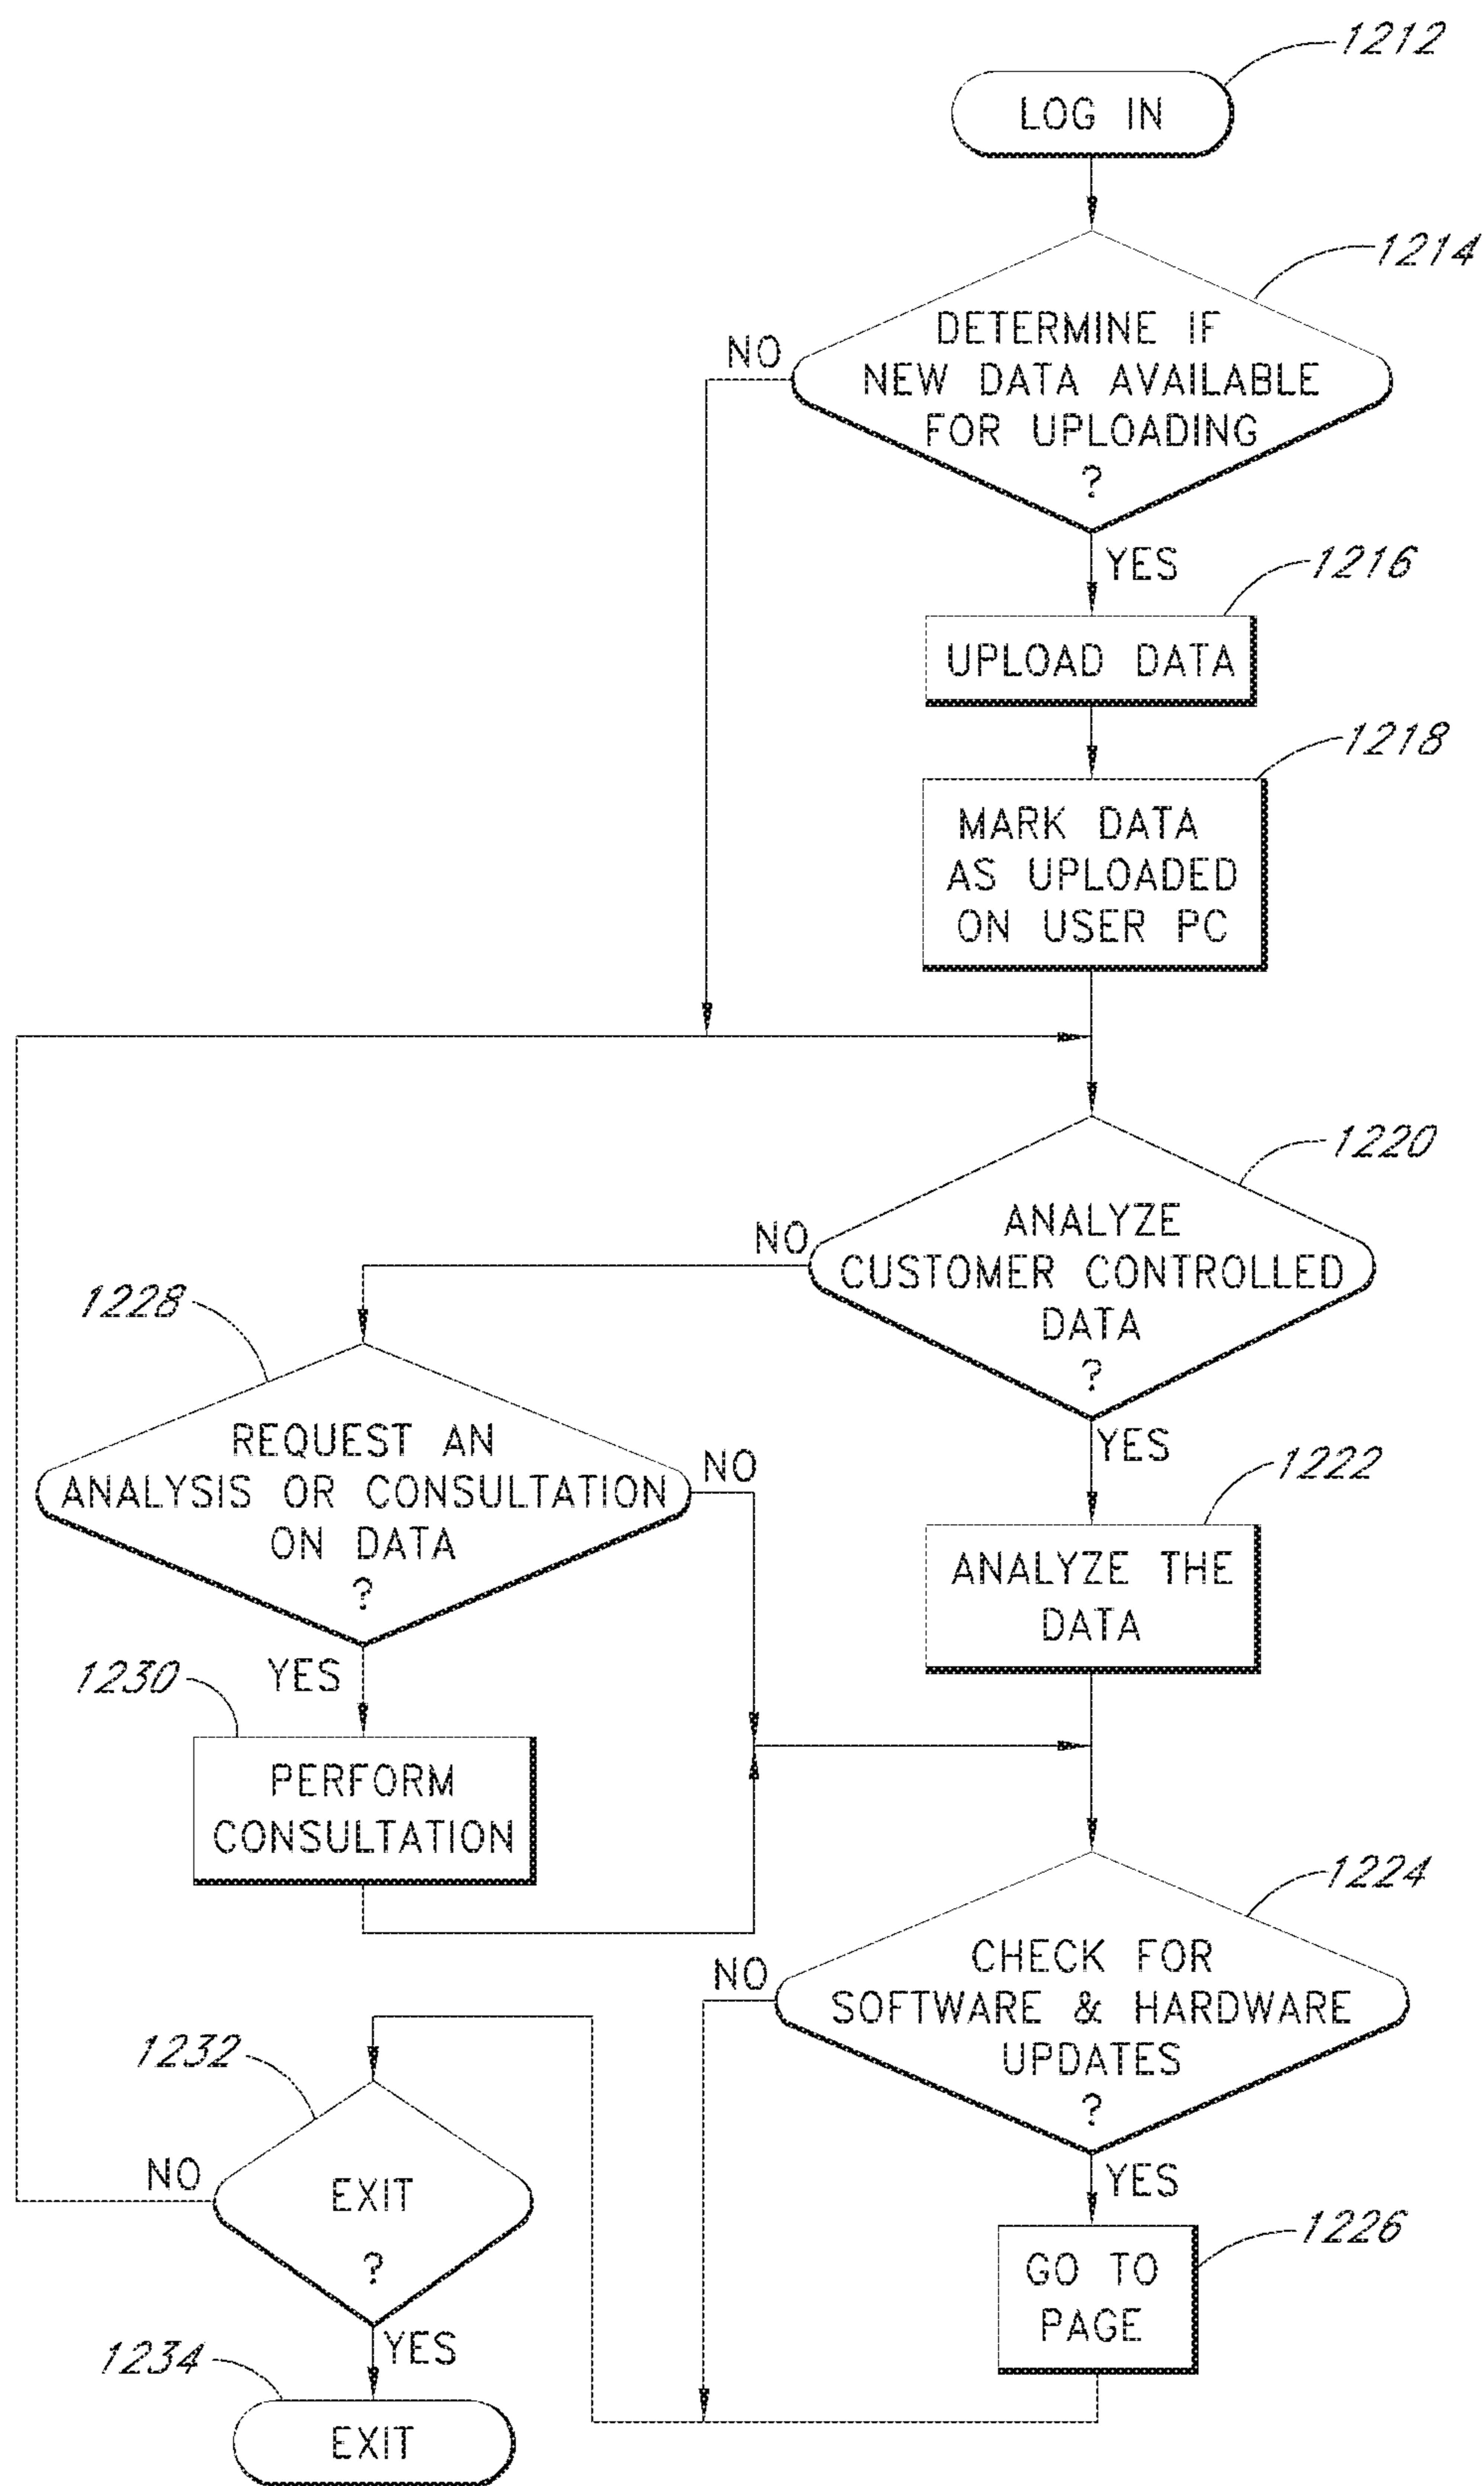 1212
LOG IN
1214
DETERMINE IF
NEW DATA AVAILABLE
FOR UPLOADING
?
NO
YES
1216
UPLOAD DATA
1218
MARK DATA
AS UPLOADED
ON USER PC
1220
ANALYZE
CUSTOMER CONTROLLED
DATA
?
NO
YES
1228
REQUEST AN
ANALYSIS OR CONSULTATION
ON DATA
?
NO
YES
1222
ANALYZE THE
DATA
1230
PERFORM
CONSULTATION
1224
CHECK FOR
SOFTWARE & HARDWARE
UPDATES
?
NO
YES
1226
GO TO
PAGE
1232
EXIT
?
NO
YES
1234
EXIT